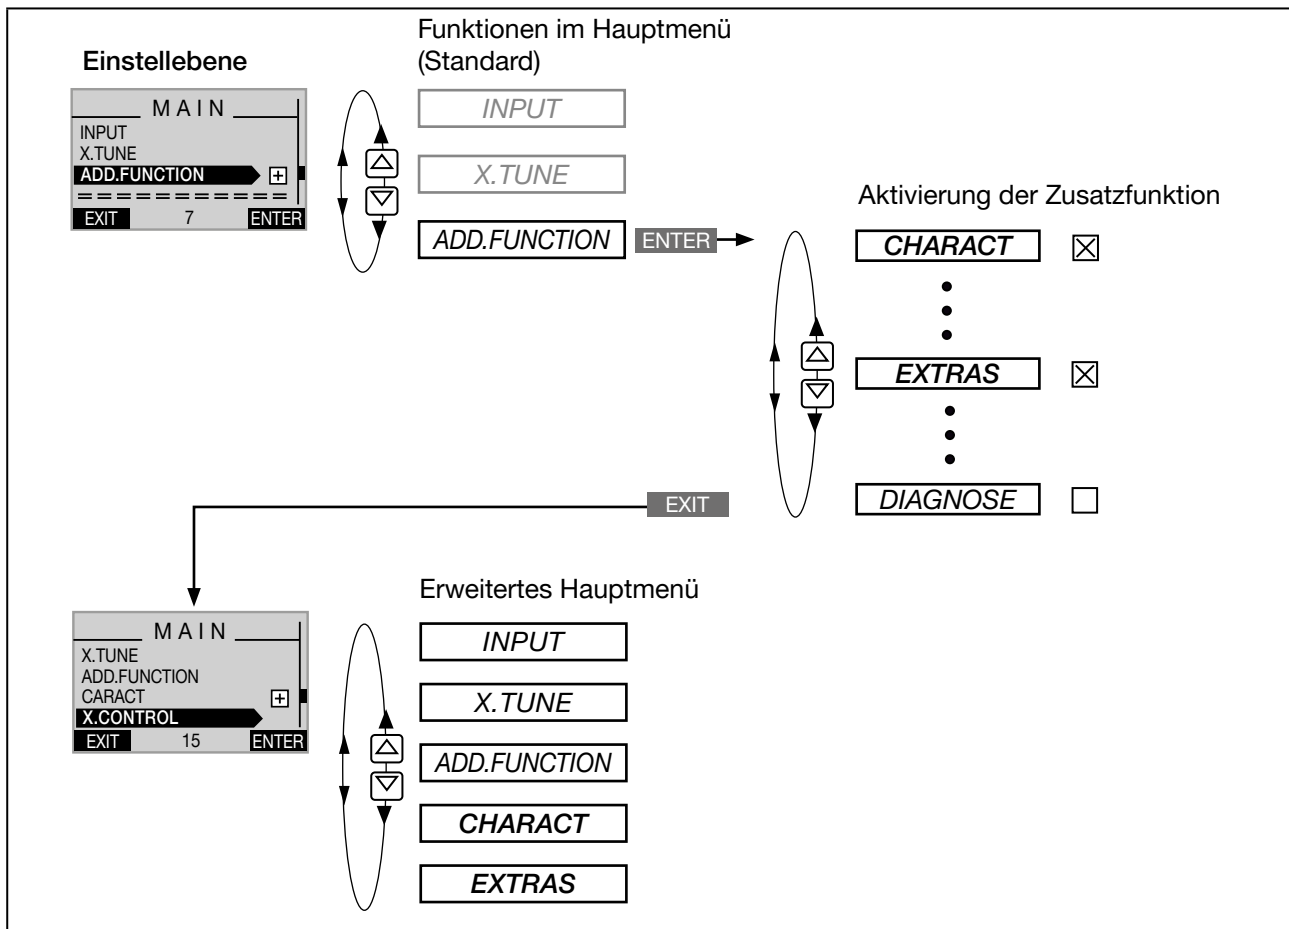 Einstellebene
Funktionen im Hauptmenü
(Standard)
MAIN
INPUT
X.TUNE
ADD.FUNCTION
EXIT 7 ENTER
INPUT
X.TUNE
ADD.FUNCTION ENTER
Aktivierung der Zusatzfunktion
CHARACT
EXTRAS
DIAGNOSE
EXIT
MAIN
X.TUNE
ADD.FUNCTION
CARACT
X.CONTROL
EXIT 15 ENTER
Erweitertes Hauptmenü
INPUT
X.TUNE
ADD.FUNCTION
CHARACT
EXTRAS